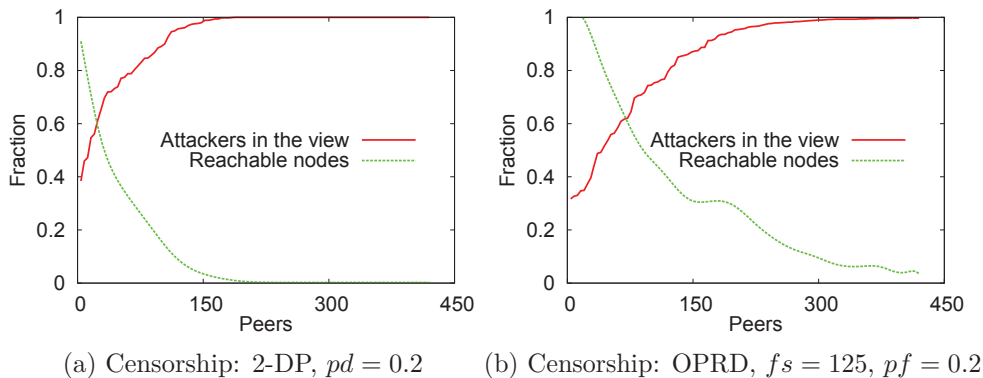 1
0.8
0.6
0.4
0.2
0
Fraction
Attackers in the view
Reachable nodes
0 150 300 450
Peers
(a) Censorship: 2-DP, pd = 0.2
1
0.8
0.6
0.4
0.2
0
Fraction
Attackers in the view
Reachable nodes
0 150 300 450
Peers
(b) Censorship: OPRD, fs = 125, pf = 0.2